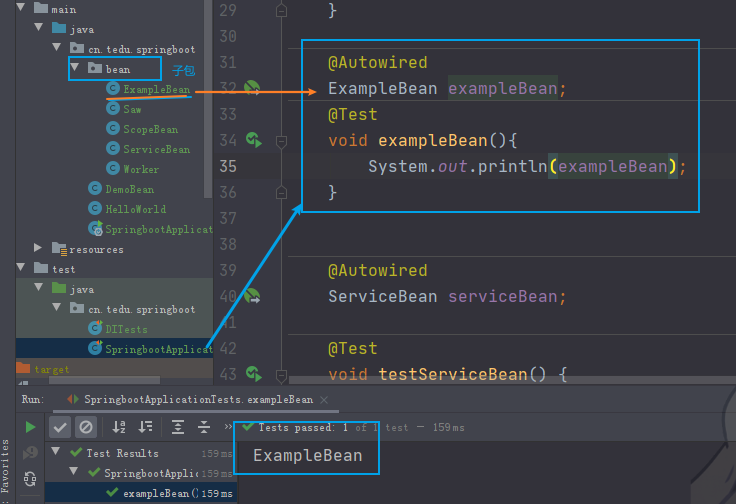 main
java
cn.tedu.springboot
bean
子包
ExampleBean
Saw
ScopeBean
ServiceBean
Worker
DemoBean
HelloWorld
SpringbootApplicat
resources
test
java
cn.tedu.springboot
DITests
SpringbootApplicat
target
29 }
30
31 @Autowired
32 ExampleBean exampleBean;
33 @Test
34 void exampleBean(){
35 System.out.println(exampleBean);
36 }
37
38
39 @Autowired
40 ServiceBean serviceBean;
41
42 @Test
43 void testServiceBean() {
Run: SpringbootApplicationTests.exampleBean ×
» Tests passed: 1 of 1 test – 159 ms
Test Results 159 ms
SpringbootApplic 159 ms
exampleBean() 159 ms
ExampleBean
Favorites